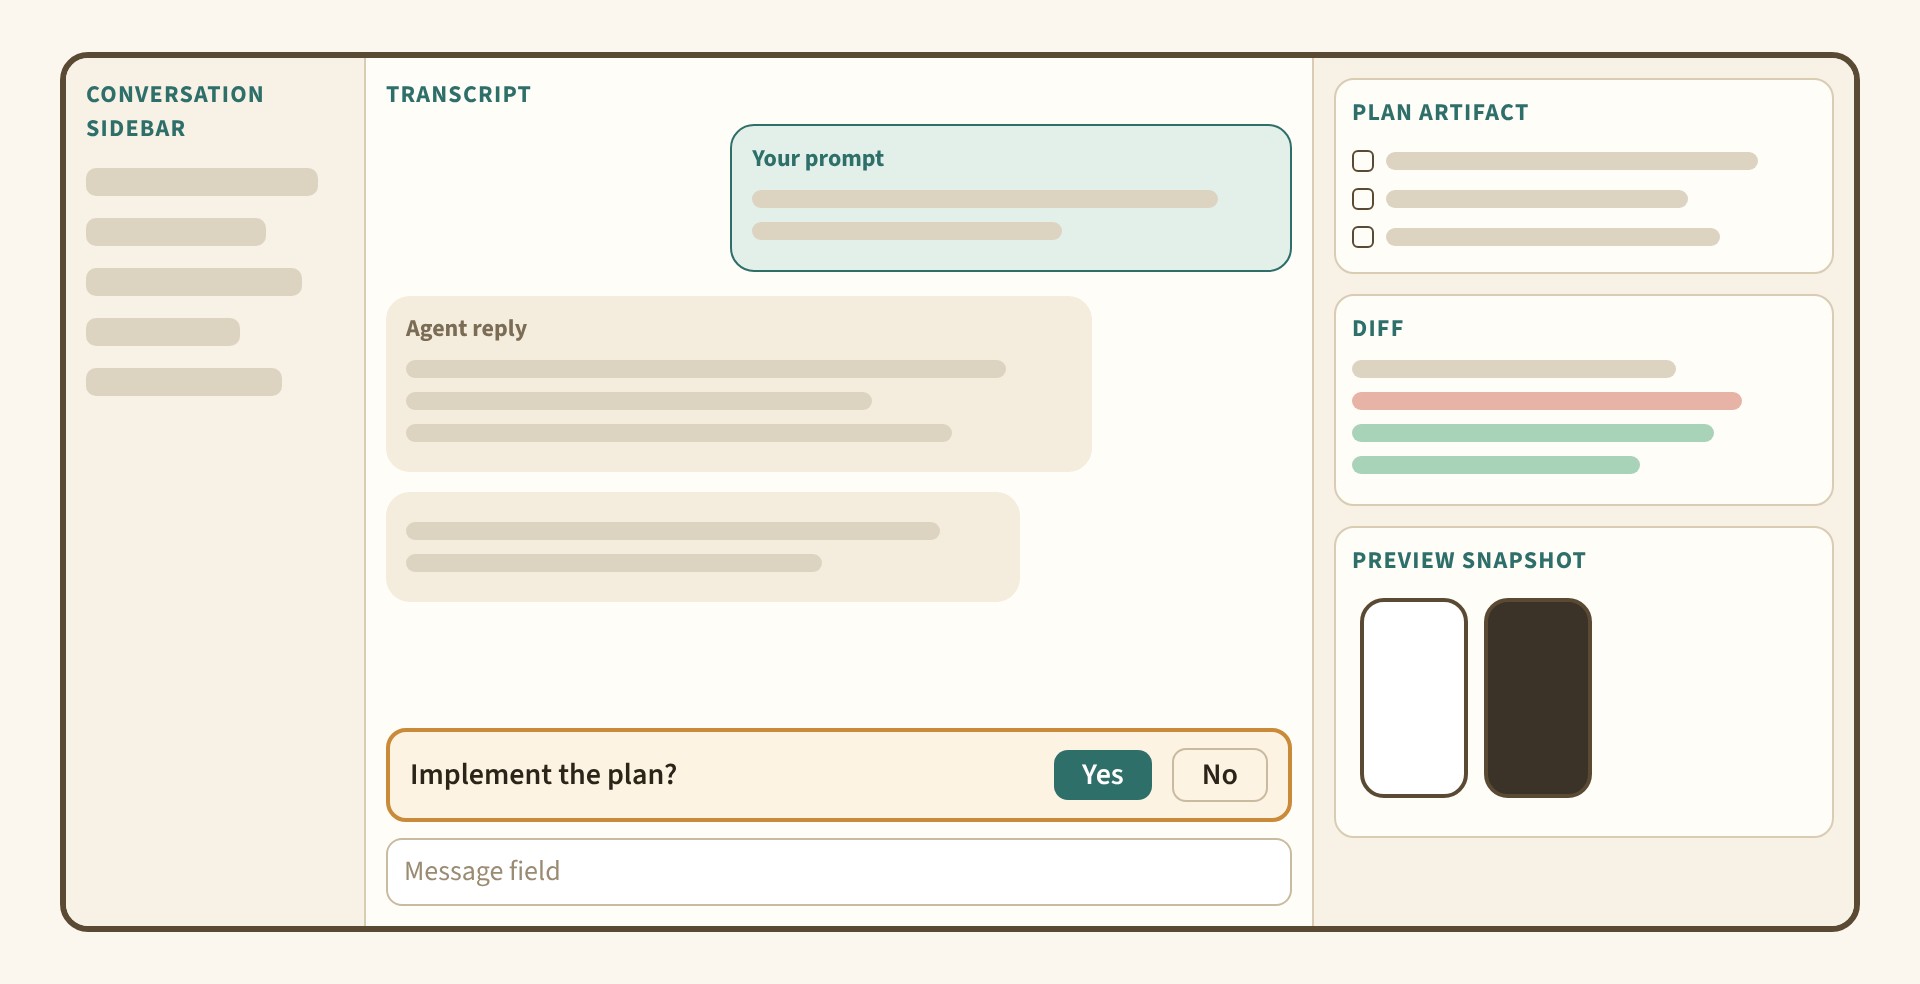 CONVERSATION
SIDEBAR
TRANSCRIPT
Your prompt
Agent reply
Implement the plan?
Yes
No
Message field
PLAN ARTIFACT
DIFF
PREVIEW SNAPSHOT